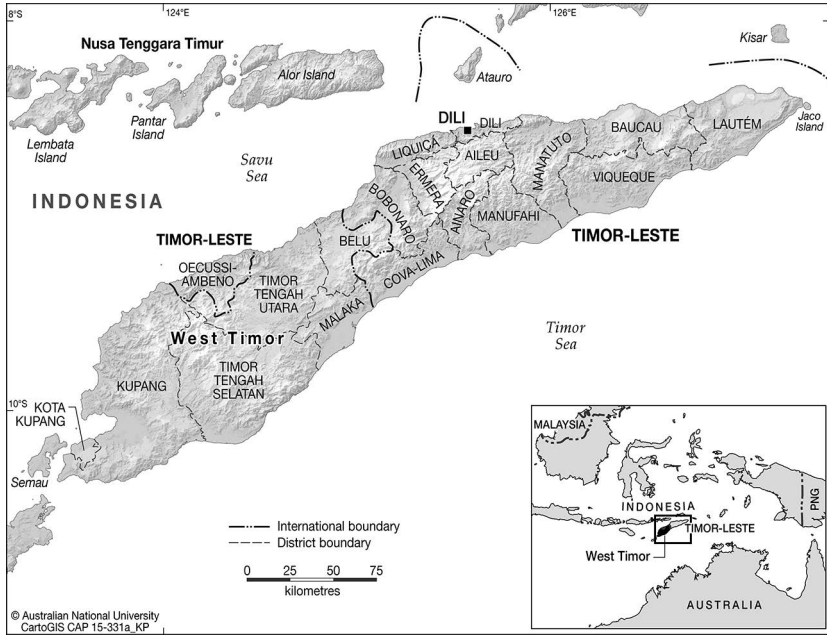 124°E
126°E
8°S
Nusa Tenggara Timur
Kisar
Alor Island
Atauro
Pantar
Island
Lembata
Island
DILI
DILI
BAUCAU
LAUTÉM
Jaco
Island
LIQUIÇA
AILEU
MANATUTO
Savu
Sea
ERMERA
VIQUEQUE
INDONESIA
BOBONARO
AINARO
MANUFAHI
TIMOR-LESTE
BELU
TIMOR-LESTE
OECUSSI-
AMBENO
COVA-LIMA
TIMOR
TENGAH
UTARA
MALAKA
West Timor
Timor
Sea
KUPANG
TIMOR
TENGAH
SELATAN
10°S
KOTA
KUPANG
Semau
MALAYSIA
INDONESIA
PNG
TIMOR-LESTE
West Timor
AUSTRALIA
International boundary
District boundary
0 25 50 75
kilometres
© Australian National University
CartoGIS CAP 15-331a_KP